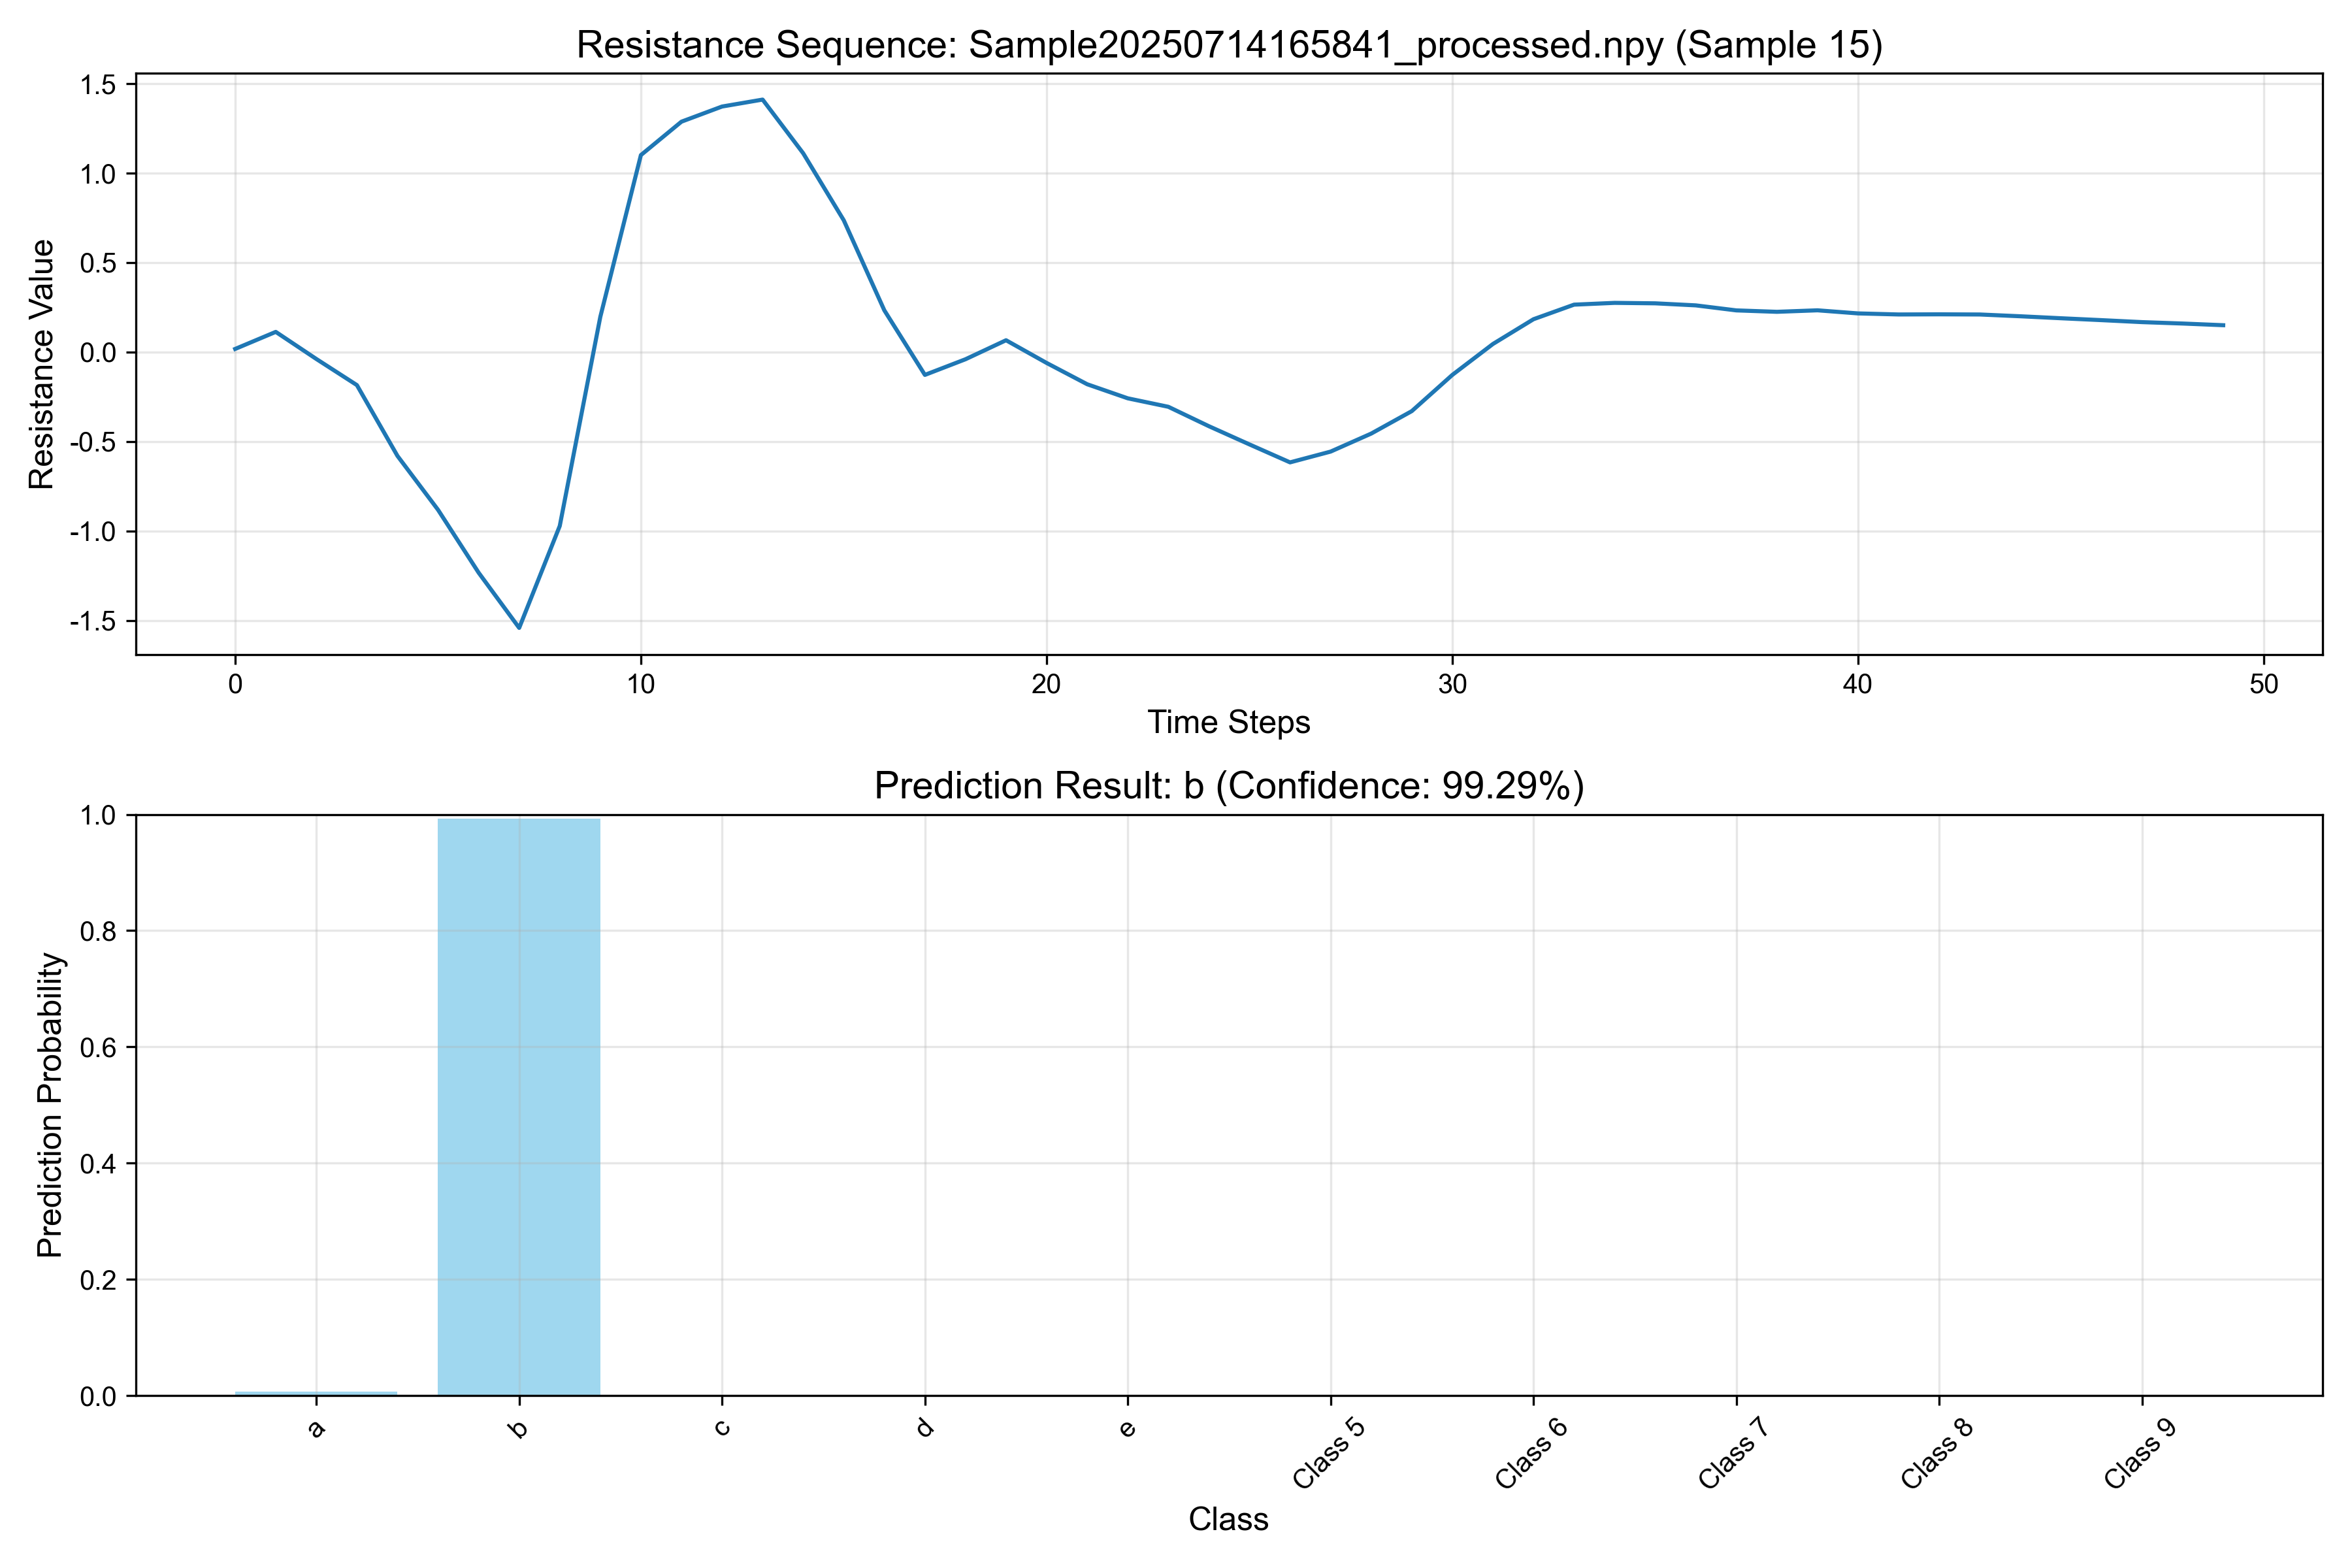 Resistance Sequence: Sample20250714165841_processed.npy (Sample 15)
Resistance Value
1.5
1.0
0.5
0.0
-0.5
-1.0
-1.5
0 10 20 30 40 50
Time Steps
Prediction Result: b (Confidence: 99.29%)
Prediction Probability
1.0
0.8
0.6
0.4
0.2
0.0
a b c d e Class 5 Class 6 Class 7 Class 8 Class 9
Class